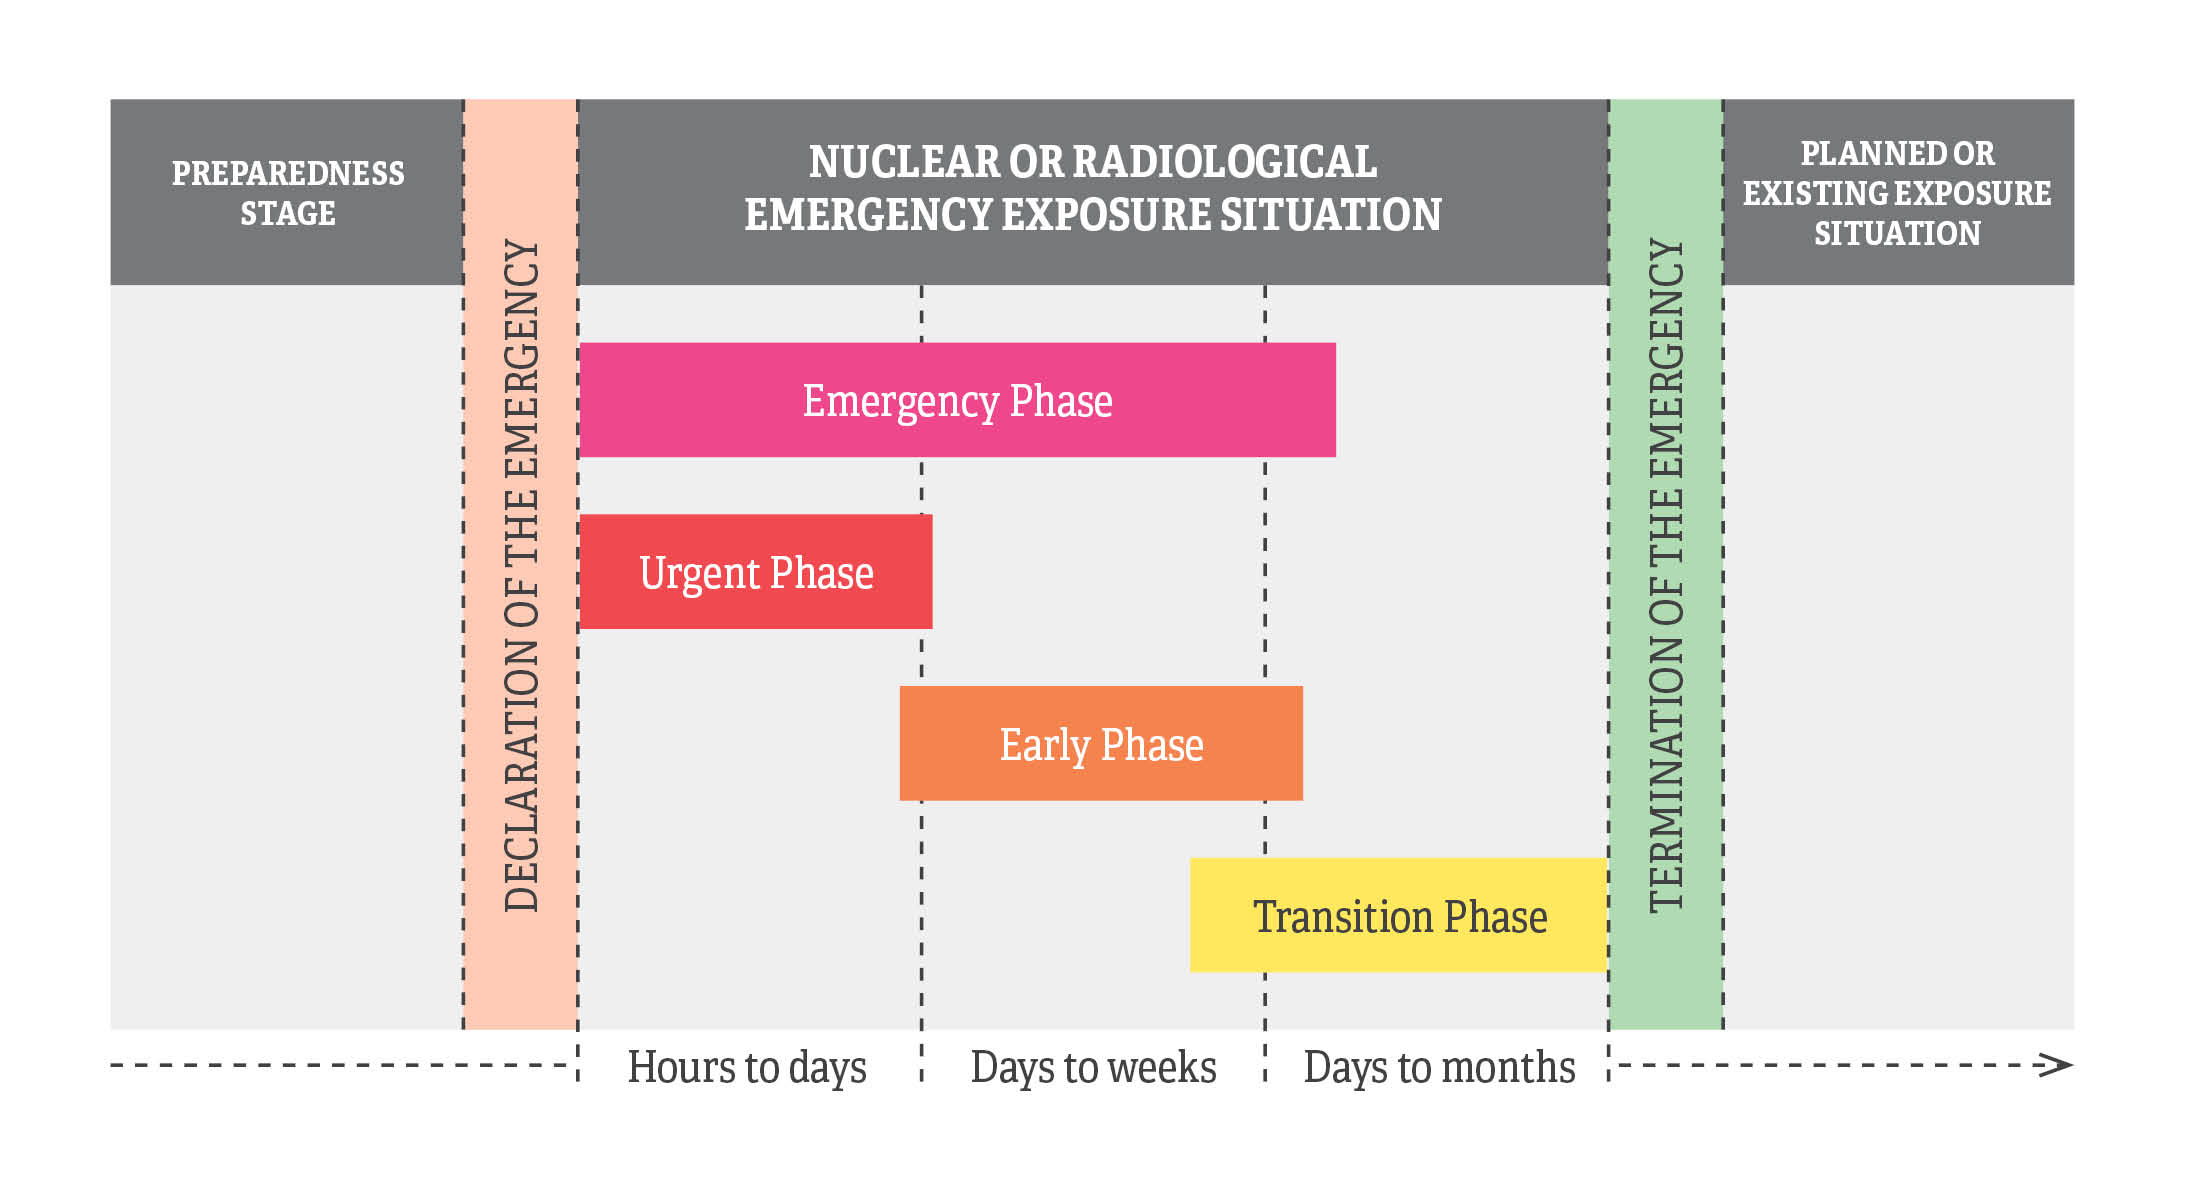 PREPAREDNESS
STAGE
DECLARATION OF THE EMERGENCY
NUCLEAR OR RADIOLOGICAL
EMERGENCY EXPOSURE SITUATION
TERMINATION OF THE EMERGENCY
PLANNED OR
EXISTING EXPOSURE
SITUATION
Emergency Phase
Urgent Phase
Early Phase
Transition Phase
Hours to days
Days to weeks
Days to months